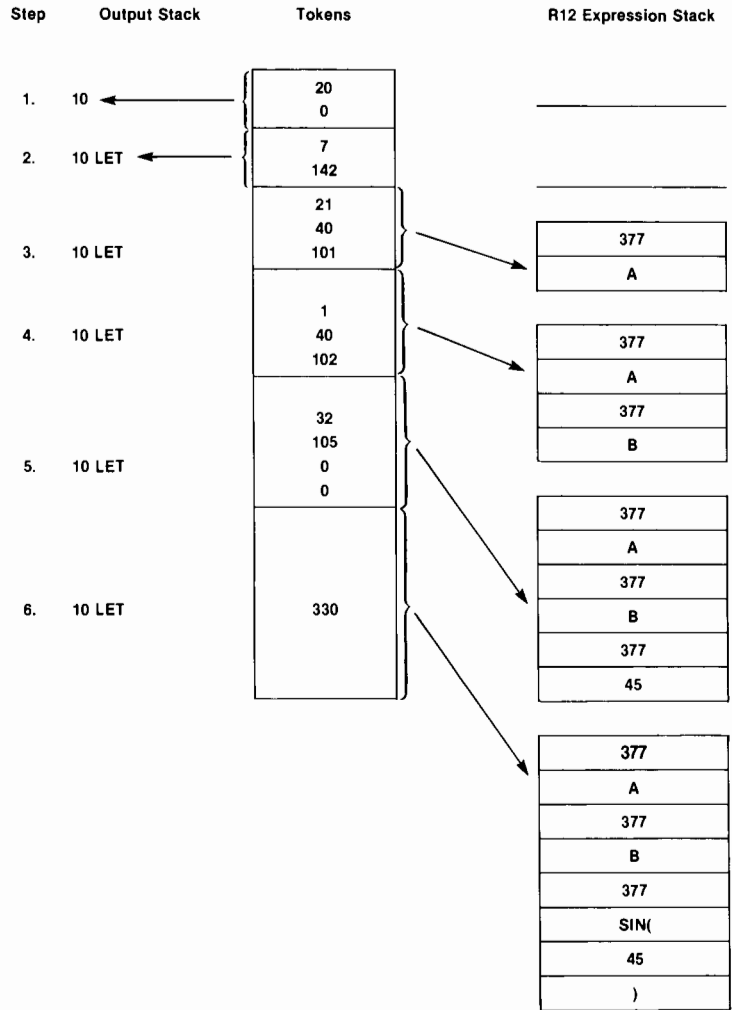 Step Output Stack Tokens R12 Expression Stack
1. 10 20
0
2. 10 LET 7
142
21
40
3. 10 LET 101
377
A
1
4. 10 LET 40
102
377
A
377
B
32
105
5. 10 LET 0
0
377
A
377
B
377
45
6. 10 LET 330
377
A
377
B
377
SIN(
45
)